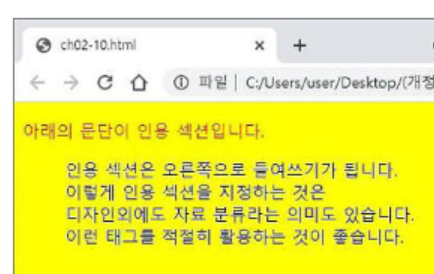 ch02-10.html
파일 | C:/Users/user/Desktop/(개정
아래의 문단이 인용 섹션입니다.
인용 섹션은 오른쪽으로 들여쓰기가 됩니다.
이렇게 인용 섹션을 지정하는 것은
디자인외에도 자료 분류라는 의미도 있습니다.
이런 태그를 적절히 활용하는 것이 좋습니다.